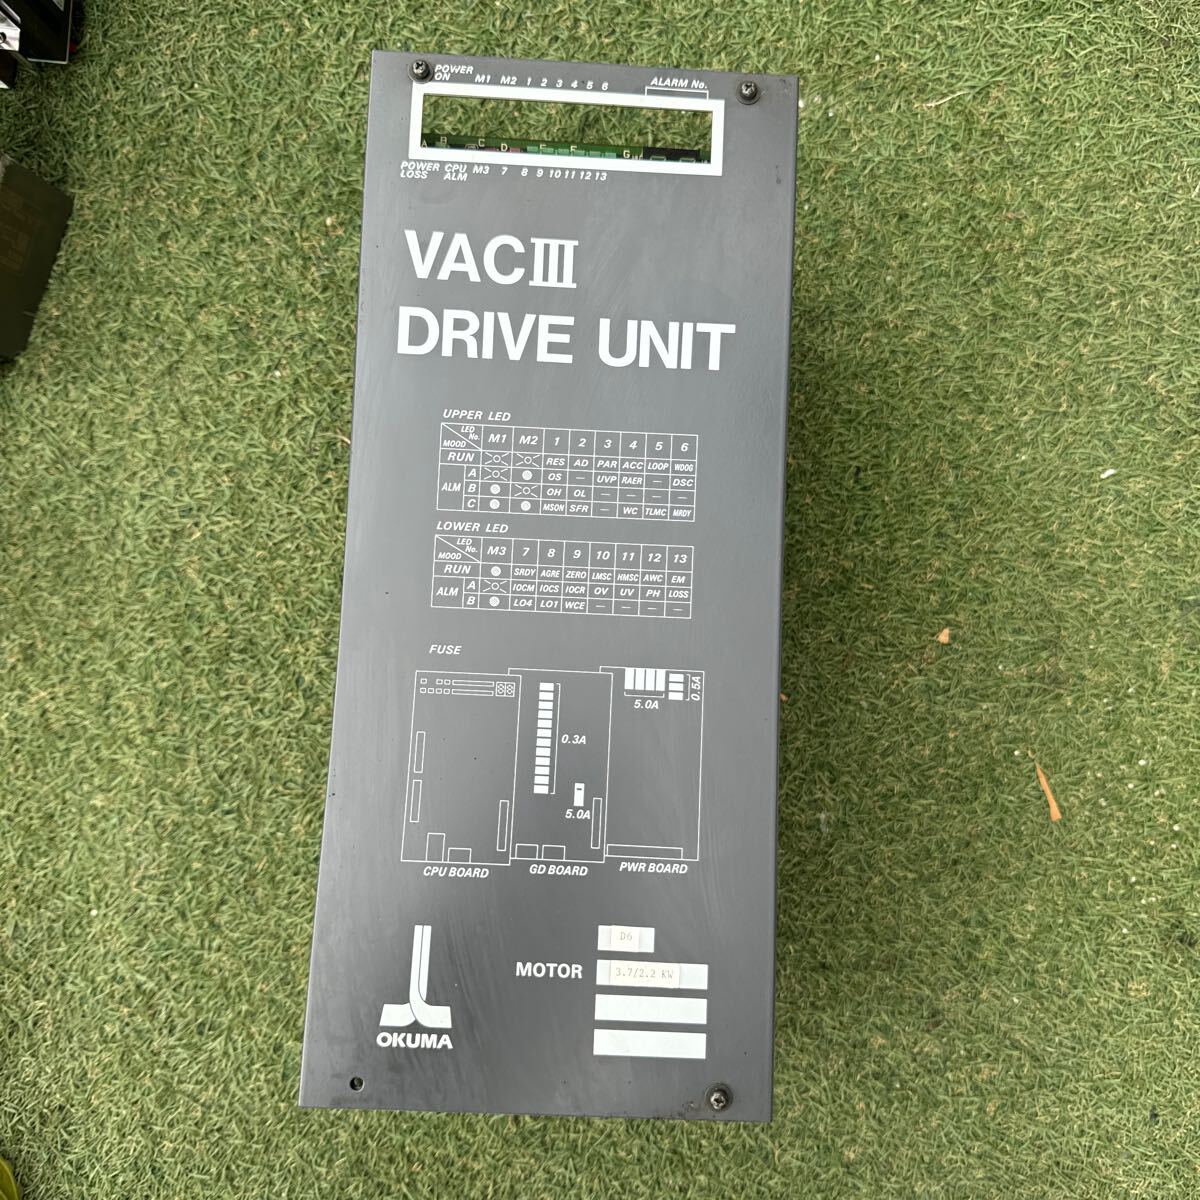 POWER ON M1 M2 1 2 3 4 5 6 ALARM No.
A B C D E F G
POWER LOSS CPU ALM M3 7 8 9 10 11 12 13
VACIII
DRIVE UNIT
UPPER LED
LED No. MOOD M1 M2 1 2 3 4 5 6
RUN RES AD PAR ACC LOOP WDOG
ALM A OS — UVP RAER — DSC
B OH OL — — — —
C MSON SFR — WC TLMC MRDY
LOWER LED
LED No. MOOD M3 7 8 9 10 11 12 13
RUN SRDY AGRE ZERO LMSC HMSC AWC EM
ALM A IOCM IOCS IOCR OV UV PH LOSS
B LO4 LO1 WCE — — — —
FUSE
5.0A 0.5A
0.3A
5.0A
CPU BOARD GD BOARD PWR BOARD
D6
MOTOR 3.7/2.2 KW
OKUMA